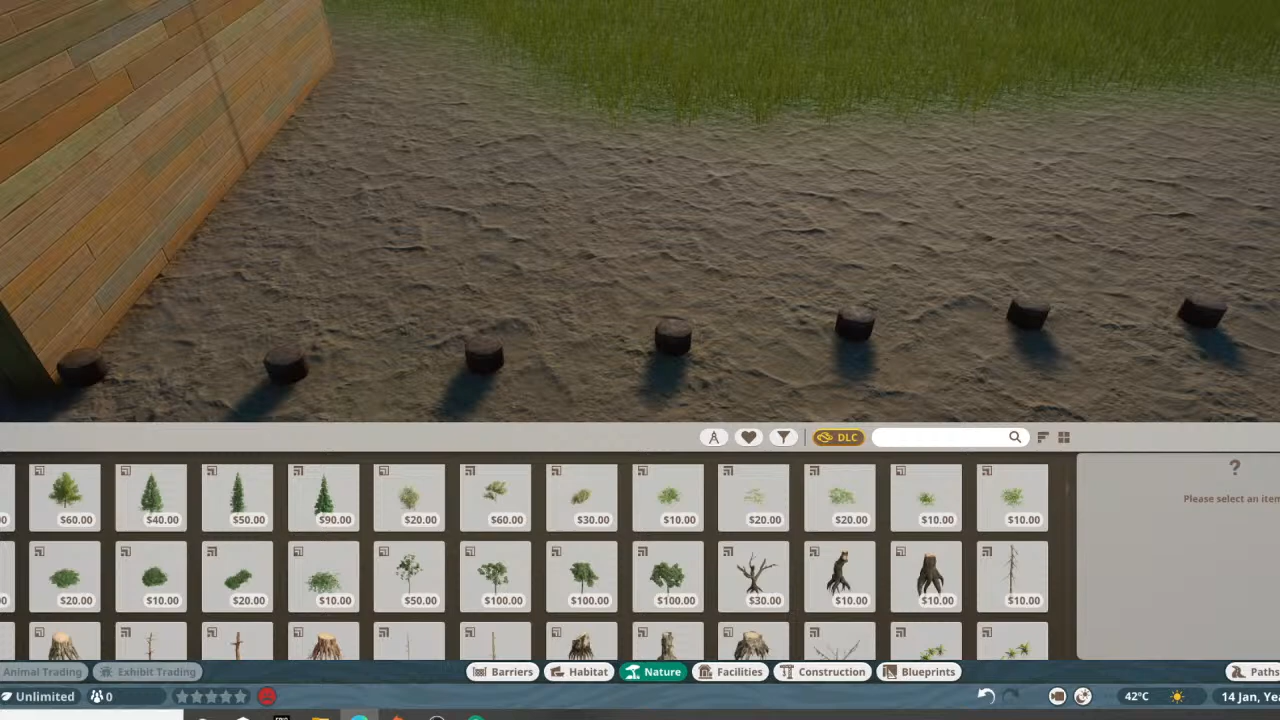 DLC
?
Please select an item
$60.00 $40.00 $50.00 $90.00 $20.00 $60.00 $30.00 $10.00 $20.00 $20.00 $10.00 $10.00
$20.00 $10.00 $20.00 $10.00 $50.00 $100.00 $100.00 $100.00 $30.00 $10.00 $10.00 $10.00
Animal Trading Exhibit Trading Barriers Habitat Nature Facilities Construction Blueprints Paths
Unlimited 0 42°C 14 Jan, Yea